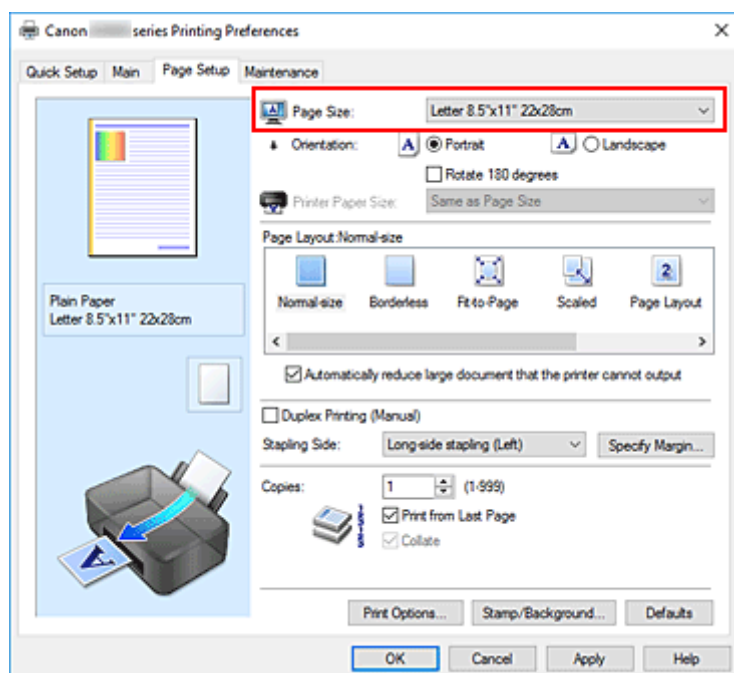 Canon series Printing Preferences
Quick Setup Main Page Setup Maintenance
Page Size: Letter 8.5"x11" 22x28cm
Orientation: A Portrait A Landscape
Rotate 180 degrees
Printer Paper Size: Same as Page Size
Page Layout:Normal-size
2
Normal-size Borderless Fit-to-Page Scaled Page Layout
Plain Paper
Letter 8.5"x11" 22x28cm
Automatically reduce large document that the printer cannot output
Duplex Printing (Manual)
Stapling Side: Long-side stapling (Left) Specify Margin...
Copies: 1 (1-999)
Print from Last Page
Collate
A
Print Options... Stamp/Background... Defaults
OK Cancel Apply Help